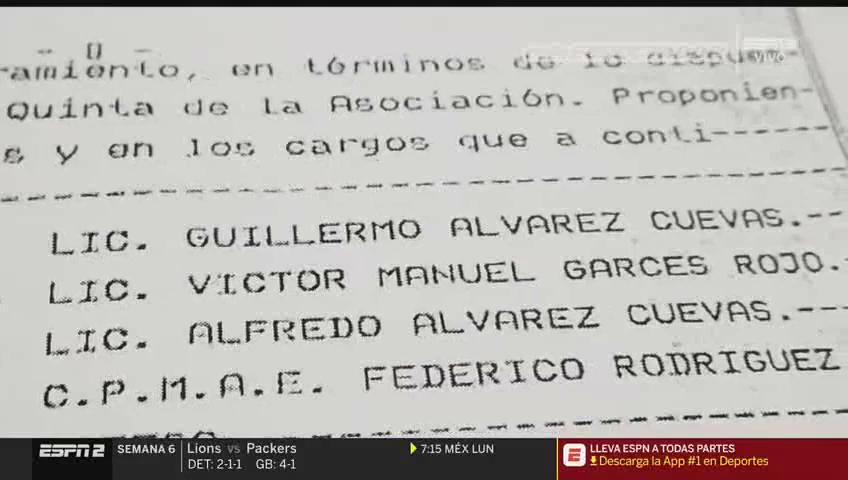 ramiento, en términos de lo dispues-
Quinta de la Asociación. Proponien-
s y en los cargos que a conti------
LIC. GUILLERMO ALVAREZ CUEVAS.--
LIC. VICTOR MANUEL GARCES ROJO.-
LIC. ALFREDO ALVAREZ CUEVAS.---
C.P.M.A.E. FEDERICO RODRIGUEZ
ESPN 2 SEMANA 6 Lions vs Packers 7:15 MÉX LUN LLEVA ESPN A TODAS PARTES
DET: 2-1-1 GB: 4-1 Descarga la App #1 en Deportes